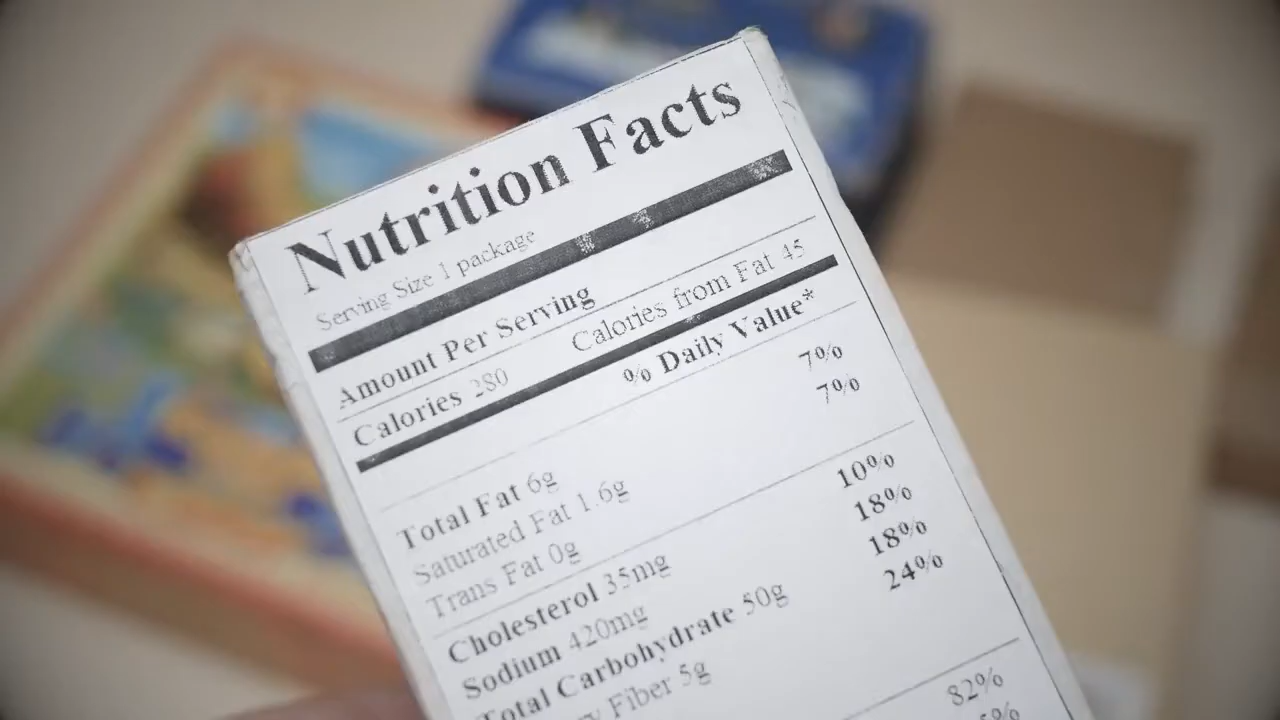 Nutrition Facts
Serving Size 1 package
Amount Per Serving
Calories 280 Calories from Fat 45
% Daily Value*
Total Fat 6g 7%
Saturated Fat 1.6g 7%
Trans Fat 0g
Cholesterol 35mg 10%
Sodium 420mg 18%
Total Carbohydrate 50g 18%
Fiber 5g 24%
82%